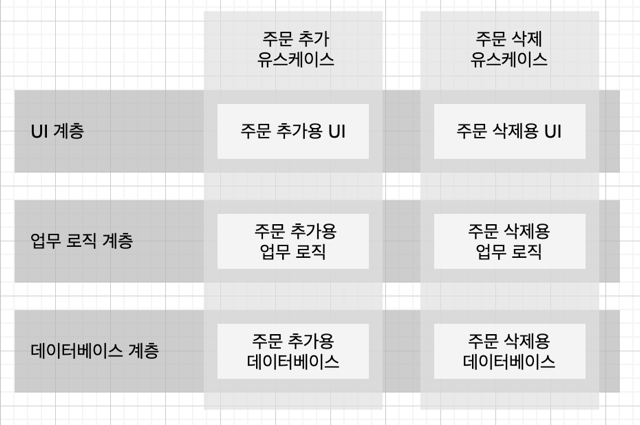 주문 추가
유스케이스
주문 삭제
유스케이스
UI 계층
주문 추가용 UI
주문 삭제용 UI
업무 로직 계층
주문 추가용
업무 로직
주문 삭제용
업무 로직
데이터베이스 계층
주문 추가용
데이터베이스
주문 삭제용
데이터베이스